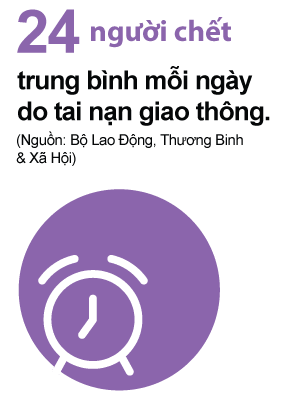 24 người chết
trung bình mỗi ngày
do tai nạn giao thông.
(Nguồn: Bộ Lao Động, Thương Binh
& Xã Hội)